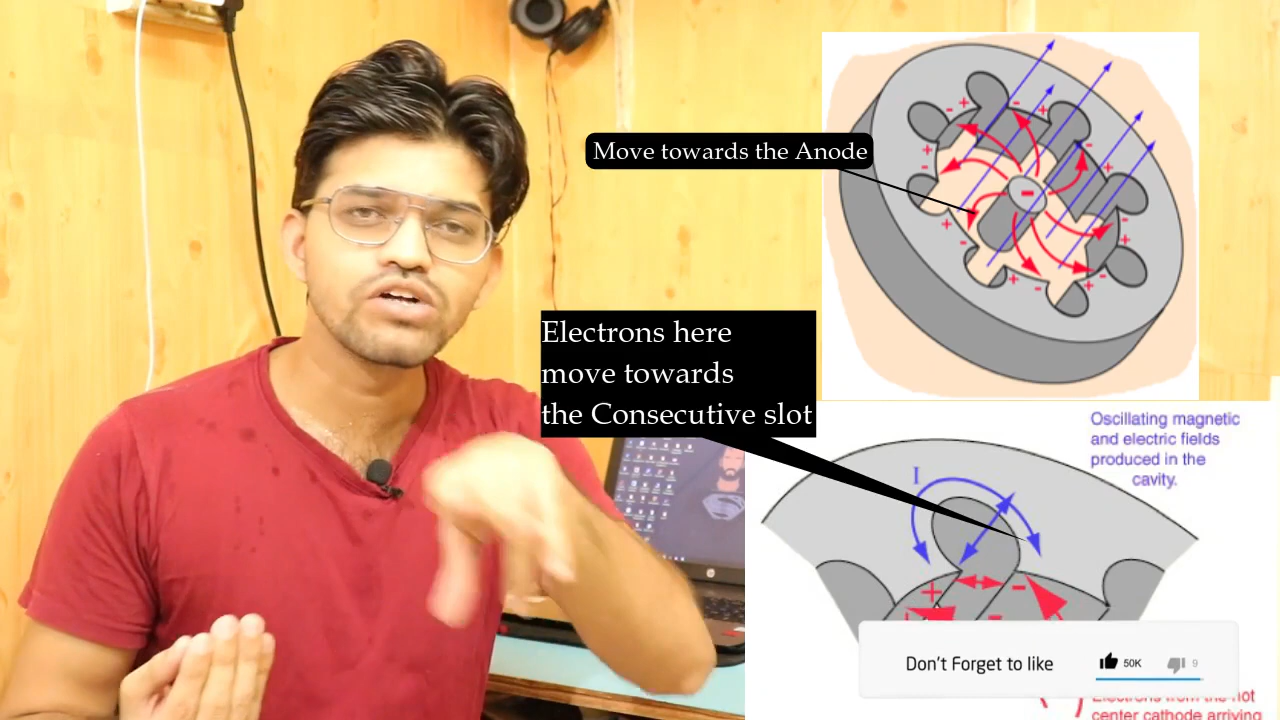 Move towards the Anode
Electrons here
move towards
the Consecutive slot
Oscillating magnetic
and electric fields
produced in the
cavity.
I
Don't Forget to like
50K
9
Electrons from the hot
center cathode arriving